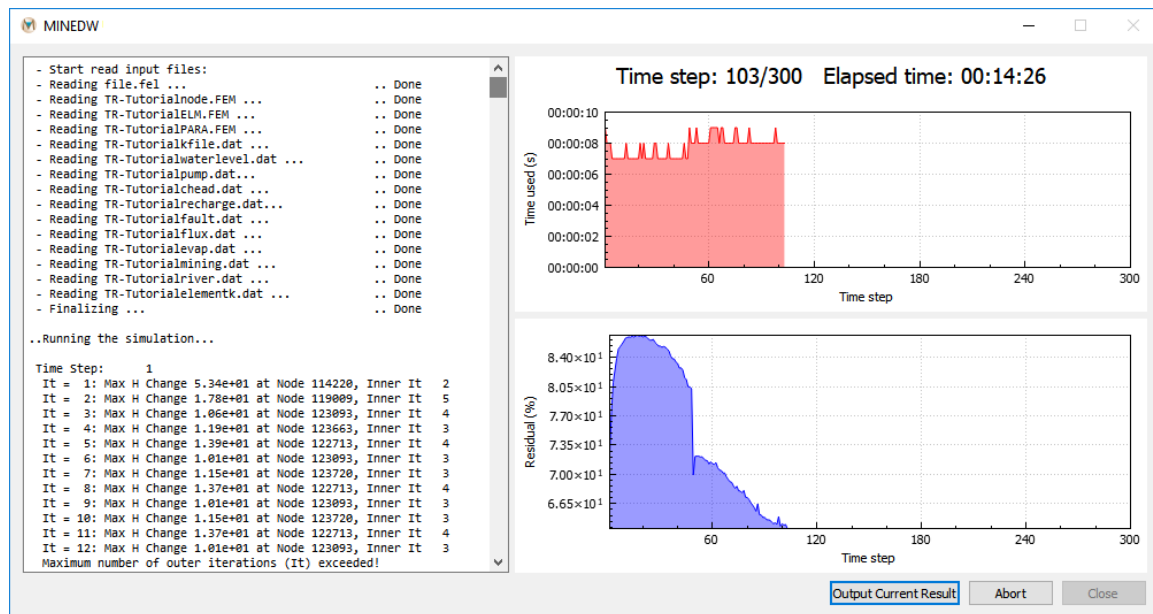 MINEDW
- Start read input files:
- Reading file.fel ... .. Done
- Reading TR-Tutorialnode.FEM ... .. Done
- Reading TR-TutorialELM.FEM ... .. Done
- Reading TR-TutorialPARA.FEM ... .. Done
- Reading TR-Tutorialkfile.dat ... .. Done
- Reading TR-Tutorialwaterlevel.dat ... .. Done
- Reading TR-Tutorialpump.dat... .. Done
- Reading TR-Tutorialchead.dat ... .. Done
- Reading TR-Tutorialrecharge.dat... .. Done
- Reading TR-Tutorialfault.dat ... .. Done
- Reading TR-Tutorialflux.dat ... .. Done
- Reading TR-Tutorialevap.dat ... .. Done
- Reading TR-Tutorialmining.dat ... .. Done
- Reading TR-Tutorialriver.dat ... .. Done
- Reading TR-Tutorialelementk.dat ... .. Done
- Finalizing ... .. Done
..Running the simulation...
Time Step: 1
It = 1: Max H Change 5.34e+01 at Node 114220, Inner It 2
It = 2: Max H Change 1.78e+01 at Node 119009, Inner It 5
It = 3: Max H Change 1.06e+01 at Node 123093, Inner It 4
It = 4: Max H Change 1.19e+01 at Node 123663, Inner It 3
It = 5: Max H Change 1.39e+01 at Node 122713, Inner It 4
It = 6: Max H Change 1.01e+01 at Node 123093, Inner It 3
It = 7: Max H Change 1.15e+01 at Node 123720, Inner It 3
It = 8: Max H Change 1.37e+01 at Node 122713, Inner It 4
It = 9: Max H Change 1.01e+01 at Node 123093, Inner It 3
It = 10: Max H Change 1.15e+01 at Node 123720, Inner It 3
It = 11: Max H Change 1.37e+01 at Node 122713, Inner It 4
It = 12: Max H Change 1.01e+01 at Node 123093, Inner It 3
Maximum number of outer iterations (It) exceeded!
Time step: 103/300 Elapsed time: 00:14:26
Time used (s)
00:00:10
00:00:08
00:00:06
00:00:04
00:00:02
00:00:00
60 120 180 240 300
Time step
Residual (%)
8.40×10¹
8.05×10¹
7.70×10¹
7.35×10¹
7.00×10¹
6.65×10¹
60 120 180 240 300
Time step
Output Current Result Abort Close